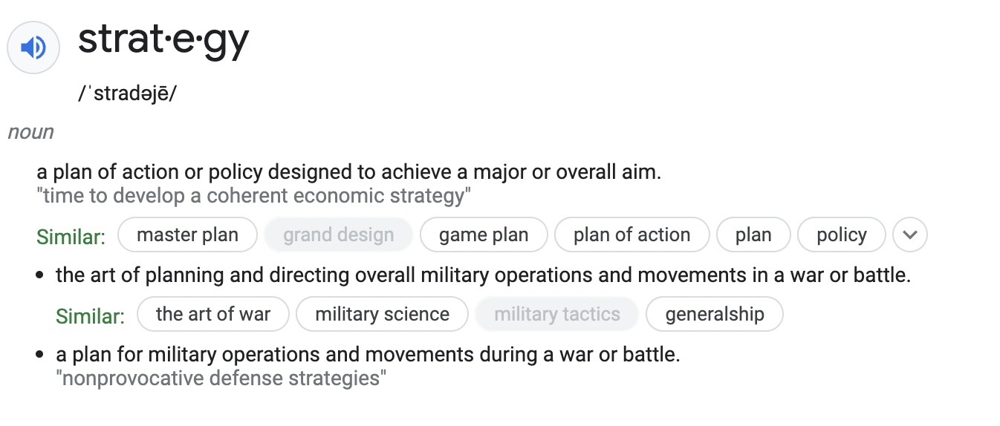 strat·e·gy
/ˈstradəjē/
noun
a plan of action or policy designed to achieve a major or overall aim.
"time to develop a coherent economic strategy"
Similar: master plan grand design game plan plan of action plan policy
• the art of planning and directing overall military operations and movements in a war or battle.
Similar: the art of war military science military tactics generalship
• a plan for military operations and movements during a war or battle.
"nonprovocative defense strategies"